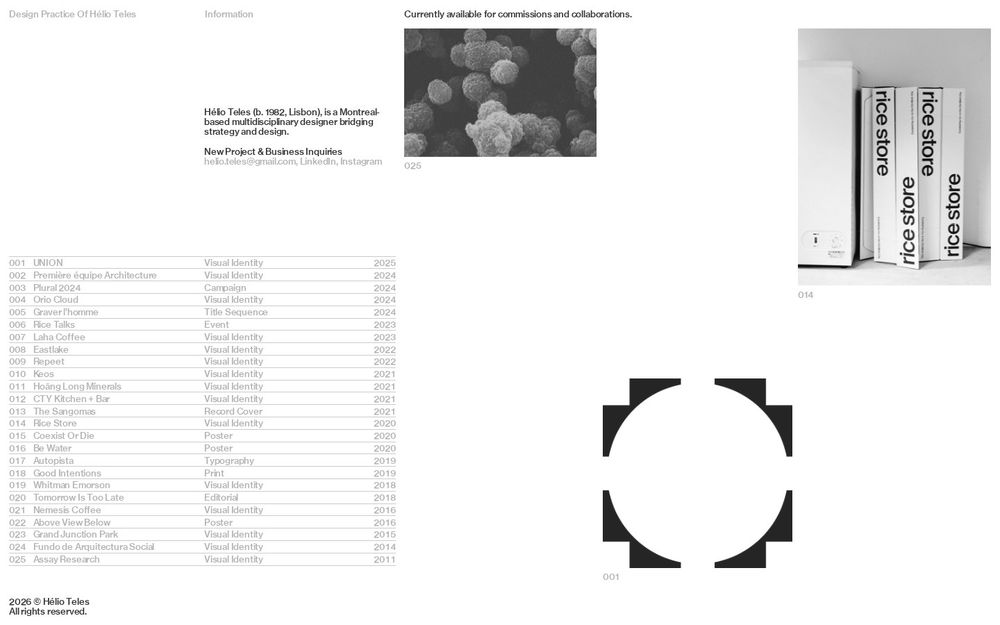 Design Practice Of Hélio Teles
Information
Currently available for commissions and collaborations.
Hélio Teles (b. 1982, Lisbon), is a Montreal-
based multidisciplinary designer bridging
strategy and design.
New Project & Business Inquiries
helio.teles@gmail.com, LinkedIn, Instagram
025
rice store
rice store
rice store
rice store
014
001 UNION Visual Identity 2025
002 Première équipe Architecture Visual Identity 2024
003 Plural 2024 Campaign 2024
004 Orio Cloud Visual Identity 2024
005 Graver l'homme Title Sequence 2024
006 Rice Talks Event 2023
007 Laha Coffee Visual Identity 2023
008 Eastlake Visual Identity 2022
009 Repeet Visual Identity 2022
010 Keos Visual Identity 2021
011 Hoàng Long Minerals Visual Identity 2021
012 CTY Kitchen + Bar Visual Identity 2021
013 The Sangomas Record Cover 2021
014 Rice Store Visual Identity 2020
015 Coexist Or Die Poster 2020
016 Be Water Poster 2020
017 Autopista Typography 2019
018 Good Intentions Print 2019
019 Whitman Emorson Visual Identity 2018
020 Tomorrow Is Too Late Editorial 2018
021 Nemesis Coffee Visual Identity 2016
022 Above View Below Poster 2016
023 Grand Junction Park Visual Identity 2015
024 Fundo de Arquitectura Social Visual Identity 2014
025 Assay Research Visual Identity 2011
001
2026 © Hélio Teles
All rights reserved.